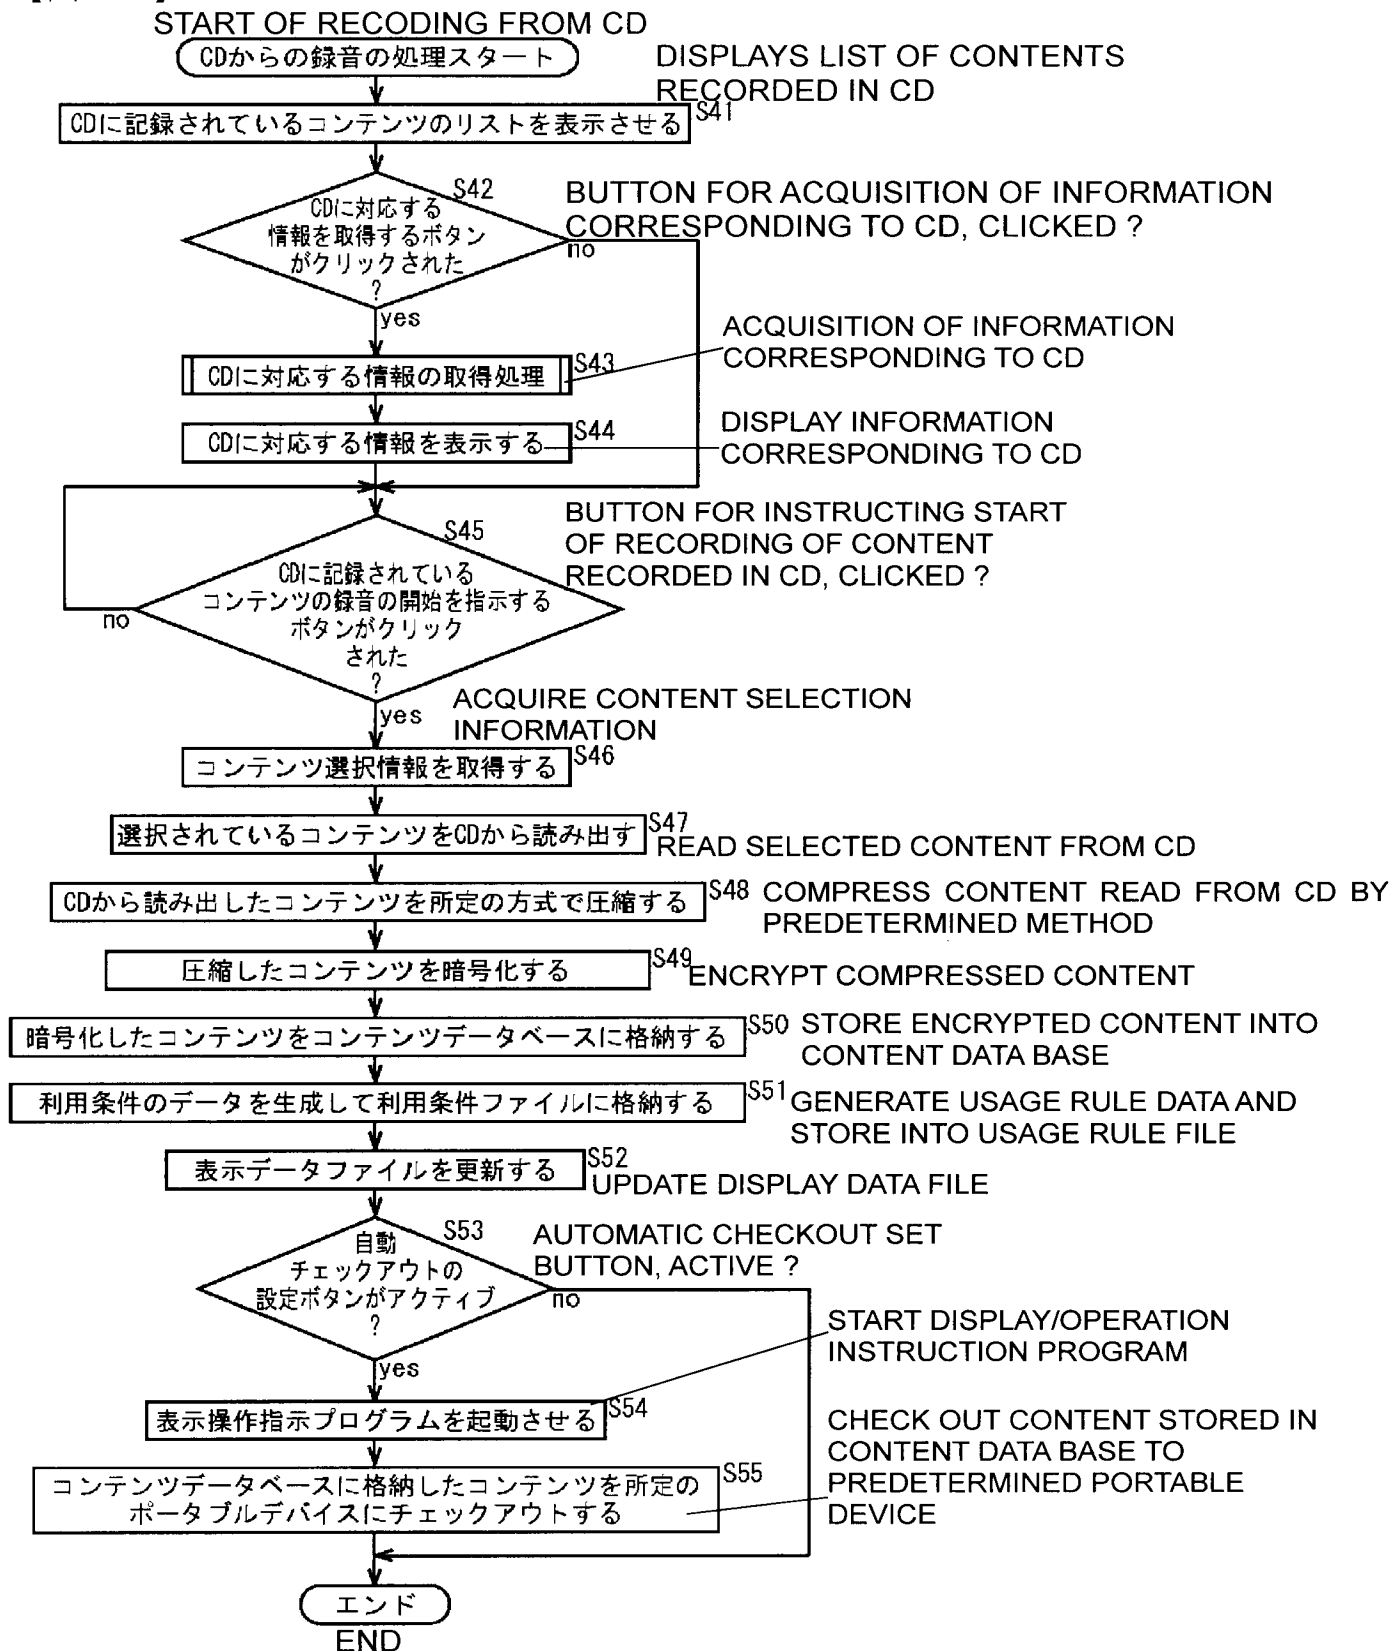 START OF RECODING FROM CD
CDからの録音の処理スタート
DISPLAYS LIST OF CONTENTS
RECORDED IN CD
S41
CDに記録されているコンテンツのリストを表示させる
S42
CDに対応する
情報を取得するボタン
がクリックされた
?
BUTTON FOR ACQUISITION OF INFORMATION
CORRESPONDING TO CD, CLICKED ?
no
yes
ACQUISITION OF INFORMATION
CORRESPONDING TO CD
CDに対応する情報の取得処理
S43
DISPLAY INFORMATION
CORRESPONDING TO CD
CDに対応する情報を表示する
S44
BUTTON FOR INSTRUCTING START
OF RECORDING OF CONTENT
RECORDED IN CD, CLICKED ?
S45
CDに記録されている
コンテンツの録音の開始を指示する
ボタンがクリック
された
?
no
yes
ACQUIRE CONTENT SELECTION
INFORMATION
コンテンツ選択情報を取得する
S46
選択されているコンテンツをCDから読み出す
S47
READ SELECTED CONTENT FROM CD
CDから読み出したコンテンツを所定の方式で圧縮する
S48
COMPRESS CONTENT READ FROM CD BY
PREDETERMINED METHOD
圧縮したコンテンツを暗号化する
S49
ENCRYPT COMPRESSED CONTENT
暗号化したコンテンツをコンテンツデータベースに格納する
S50
STORE ENCRYPTED CONTENT INTO
CONTENT DATA BASE
利用条件のデータを生成して利用条件ファイルに格納する
S51
GENERATE USAGE RULE DATA AND
STORE INTO USAGE RULE FILE
表示データファイルを更新する
S52
UPDATE DISPLAY DATA FILE
S53
自動
チェックアウトの
設定ボタンがアクティブ
?
AUTOMATIC CHECKOUT SET
BUTTON, ACTIVE ?
no
yes
START DISPLAY/OPERATION
INSTRUCTION PROGRAM
表示操作指示プログラムを起動させる
S54
CHECK OUT CONTENT STORED IN
CONTENT DATA BASE TO
PREDETERMINED PORTABLE
DEVICE
コンテンツデータベースに格納したコンテンツを所定の
ポータブルデバイスにチェックアウトする
S55
エンド
END